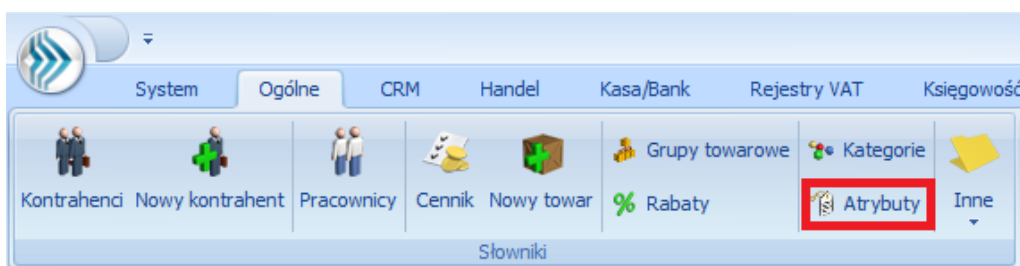 System Ogólne CRM Handel Kasa/Bank Rejestry VAT Księgowość
Grupy towarowe Kategorie
Kontrahenci Nowy kontrahent Pracownicy Cennik Nowy towar Rabaty Atrybuty Inne
Słowniki